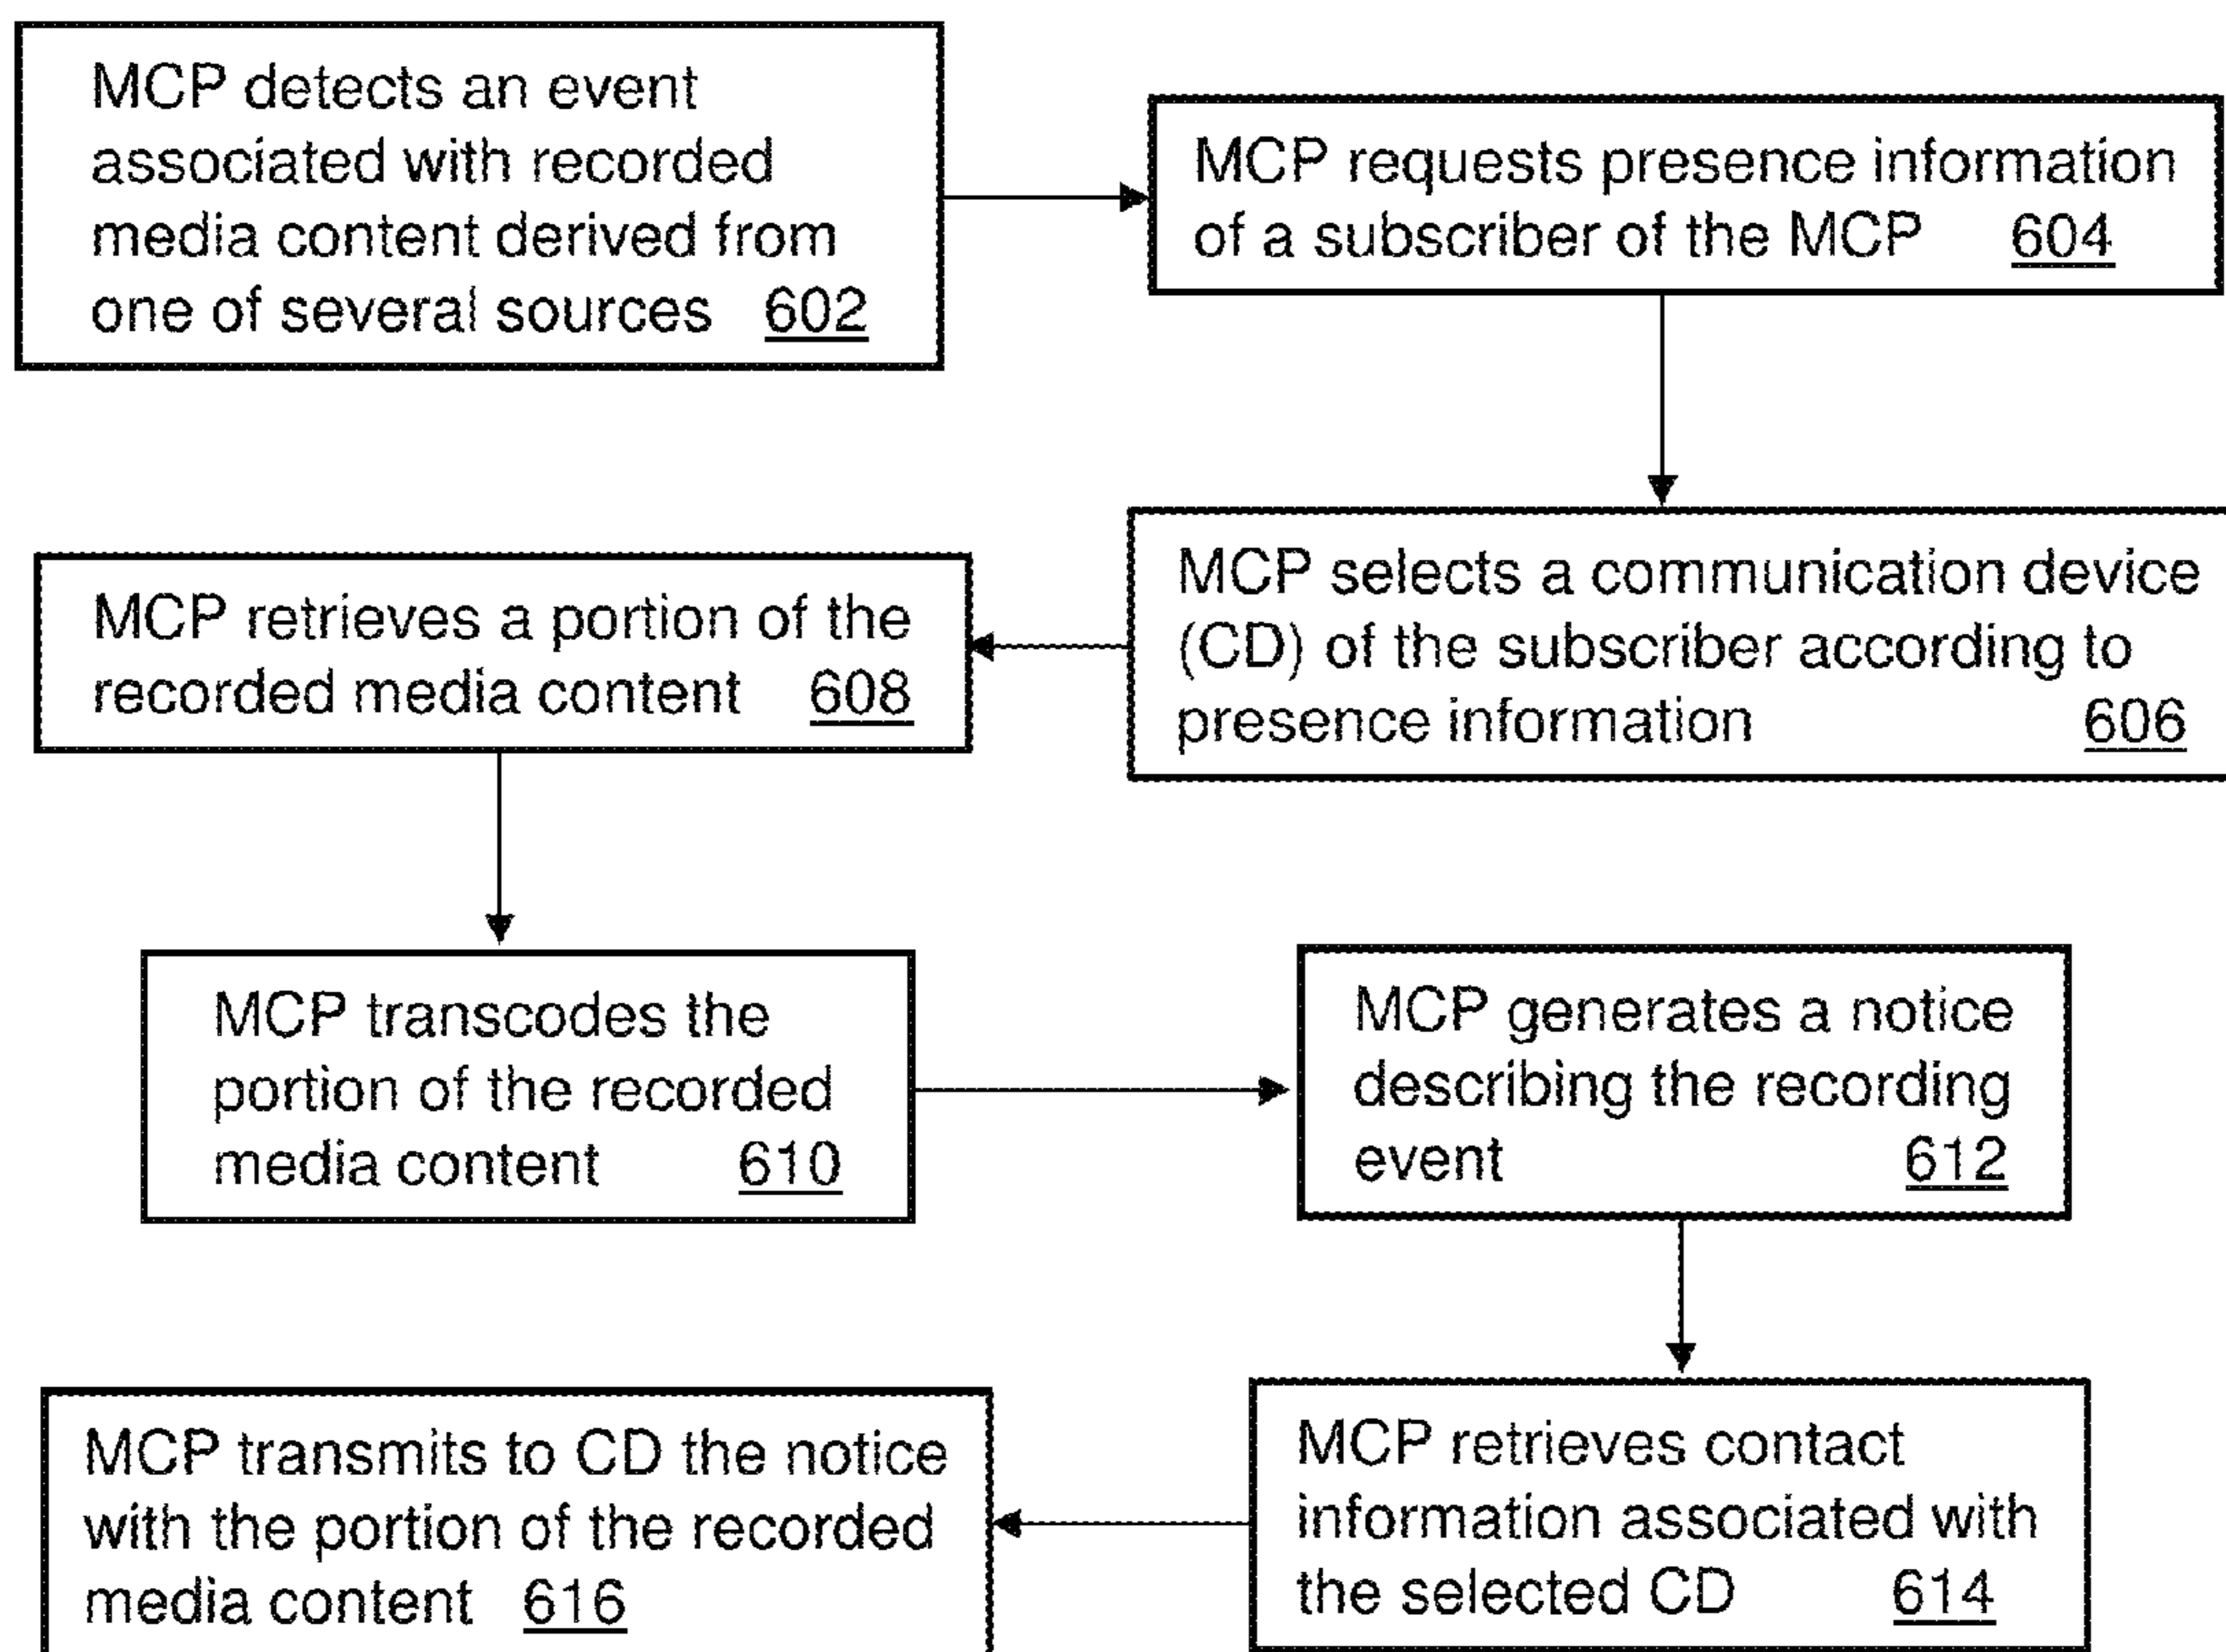 MCP detects an event
associated with recorded
media content derived from
one of several sources 602
MCP requests presence information
of a subscriber of the MCP 604
MCP selects a communication device
(CD) of the subscriber according to
presence information 606
MCP retrieves a portion of the
recorded media content 608
MCP transcodes the
portion of the recorded
media content 610
MCP generates a notice
describing the recording
event 612
MCP retrieves contact
information associated with
the selected CD 614
MCP transmits to CD the notice
with the portion of the recorded
media content 616